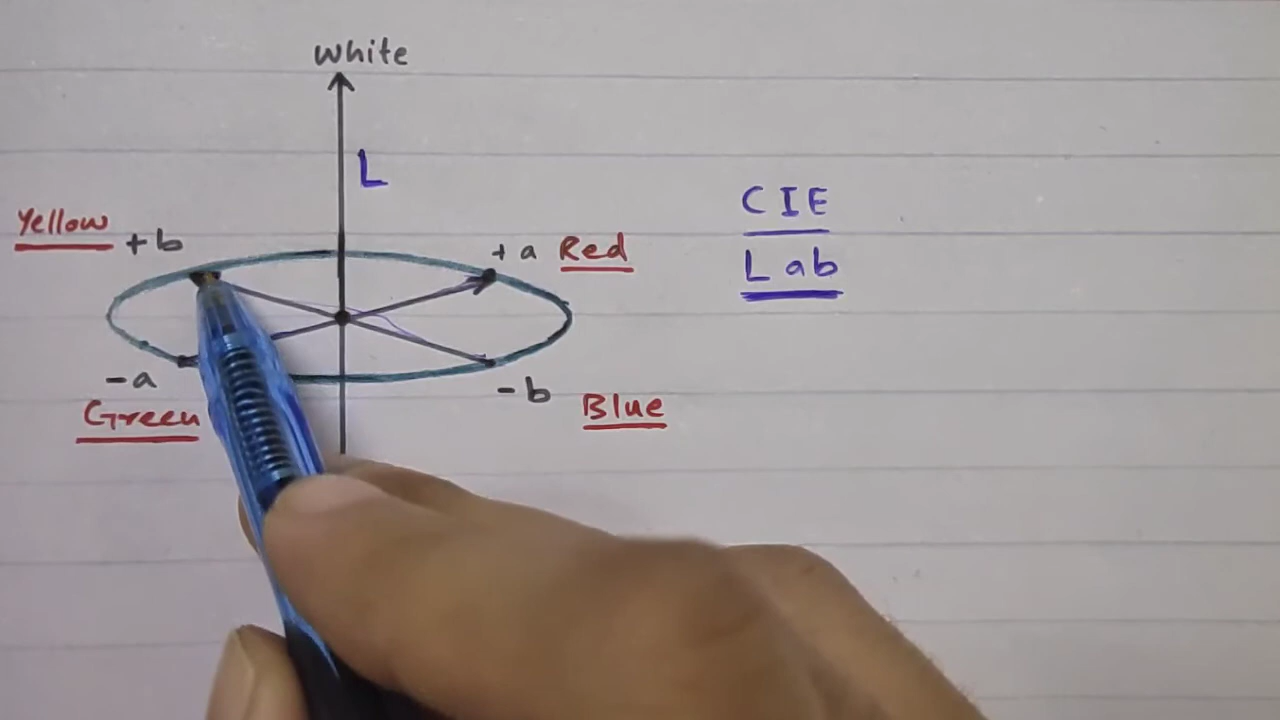 White
L
Yellow +b
+a Red
-a
Green
-b Blue
CIE
Lab